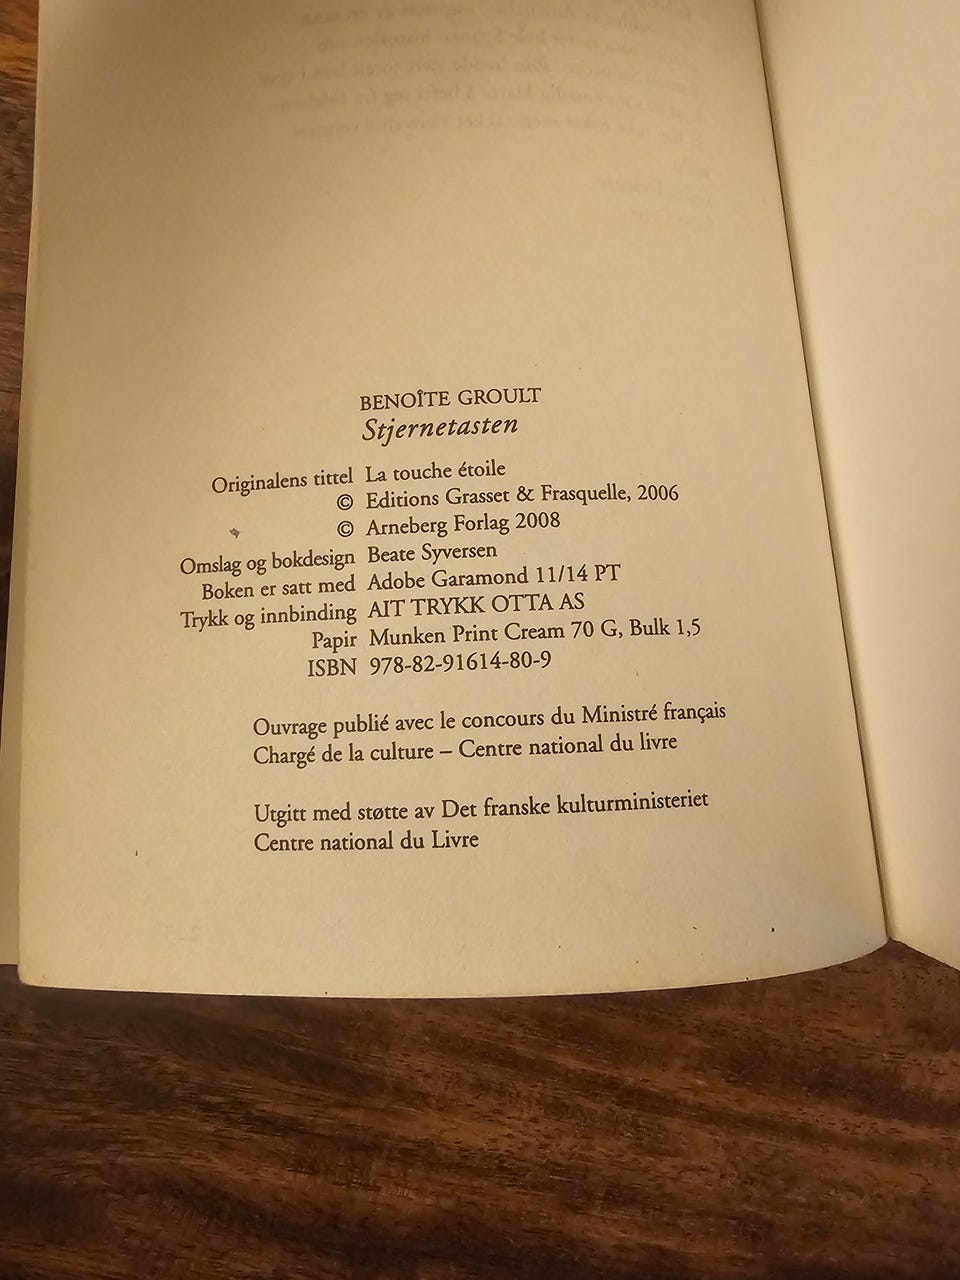 BENOÎTE GROULT
Stjernetasten
Originalens tittel La touche étoile
© Editions Grasset & Frasquelle, 2006
© Arneberg Forlag 2008
Omslag og bokdesign Beate Syversen
Boken er satt med Adobe Garamond 11/14 PT
Trykk og innbinding AIT TRYKK OTTA AS
Papir Munken Print Cream 70 G, Bulk 1,5
ISBN 978-82-91614-80-9
Ouvrage publié avec le concours du Ministré français
Chargé de la culture – Centre national du livre
Utgitt med støtte av Det franske kulturministeriet
Centre national du Livre